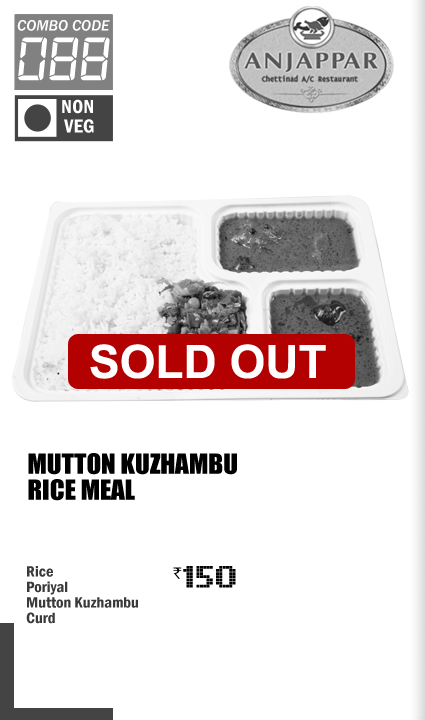 COMBO CODE
088
NON
VEG
ANJAPPAR
Chettinad A/C Restaurant
SOLD OUT
MUTTON KUZHAMBU
RICE MEAL
Rice
Poriyal
Mutton Kuzhambu
Curd
₹150